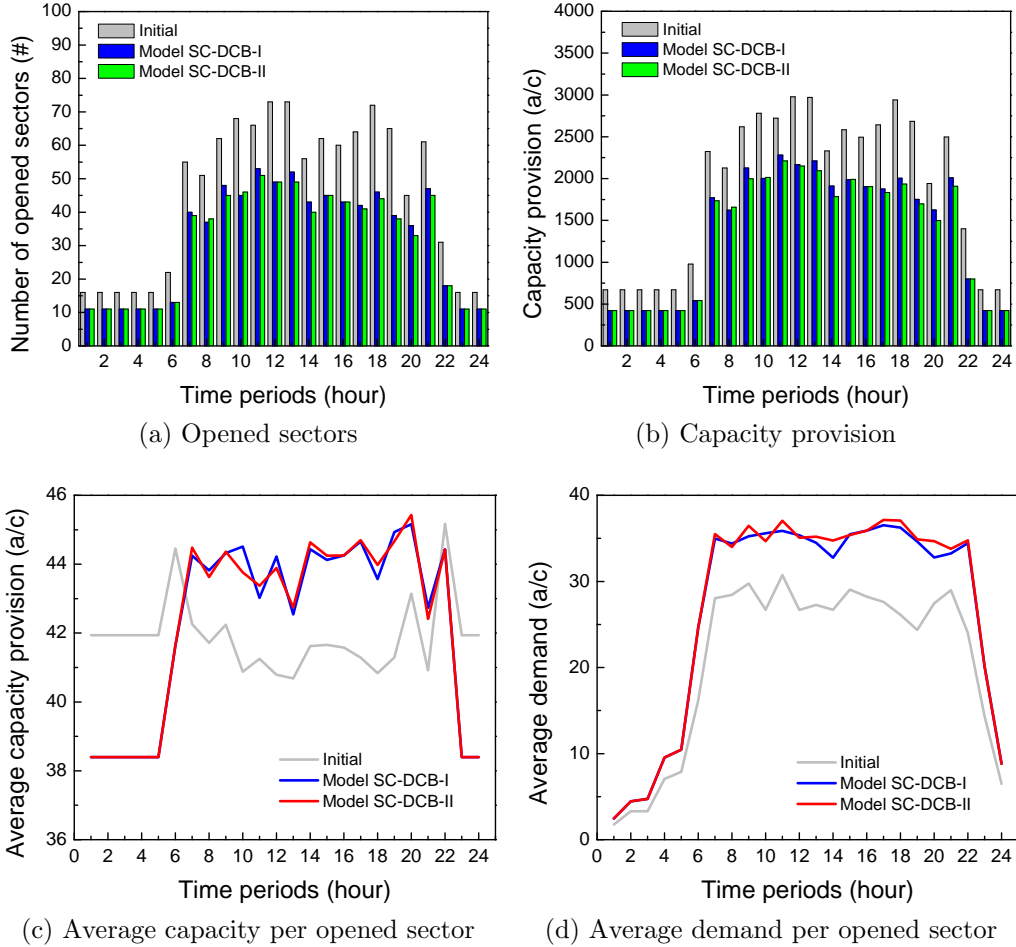 Number of opened sectors (#)
100
90
80
70
60
50
40
30
20
10
0
Initial
Model SC-DCB-I
Model SC-DCB-II
2 4 6 8 10 12 14 16 18 20 22 24
Time periods (hour)
(a) Opened sectors
Capacity provision (a/c)
4000
3500
3000
2500
2000
1500
1000
500
0
Initial
Model SC-DCB-I
Model SC-DCB-II
2 4 6 8 10 12 14 16 18 20 22 24
Time periods (hour)
(b) Capacity provision
Average capacity provision (a/c)
46
44
42
40
38
36
Initial
Model SC-DCB-I
Model SC-DCB-II
0 2 4 6 8 10 12 14 16 18 20 22 24
Time periods (hour)
(c) Average capacity per opened sector
Average demand (a/c)
40
30
20
10
0
Initial
Model SC-DCB-I
Model SC-DCB-II
0 2 4 6 8 10 12 14 16 18 20 22 24
Time periods (hour)
(d) Average demand per opened sector